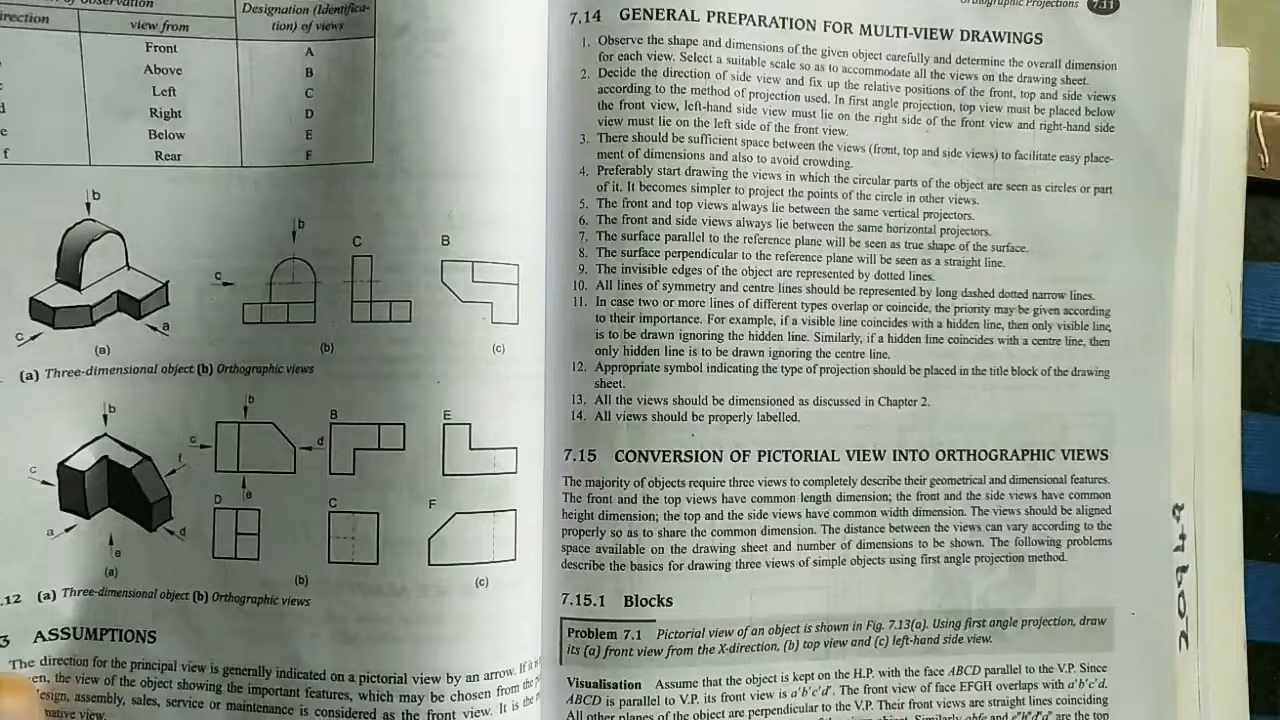 of observation
irection
view from
Designation (Identifica-
tion) of views
Front A
Above B
Left C
d Right D
e Below E
f Rear F
b
c
a
(a)
b
c
C
B
(b)
(c)
(a) Three-dimensional object (b) Orthographic views
b
c
a
e
d
f
(a)
b
c
d
e
B
E
D
C
F
(b)
(c)
.12 (a) Three-dimensional object (b) Orthographic views
3 ASSUMPTIONS
The direction for the principal view is generally indicated on a pictorial view by an arrow. If it is
en, the view of the object showing the important features, which may be chosen from the
esign, assembly, sales, service or maintenance is considered as the front view. It is the
native view.
Orthographic Projections 7.11
7.14 GENERAL PREPARATION FOR MULTI-VIEW DRAWINGS
1. Observe the shape and dimensions of the given object carefully and determine the overall dimension
for each view. Select a suitable scale so as to accommodate all the views on the drawing sheet.
2. Decide the direction of side view and fix up the relative positions of the front, top and side views
according to the method of projection used. In first angle projection, top view must be placed below
the front view, left-hand side view must lie on the right side of the front view and right-hand side
view must lie on the left side of the front view.
3. There should be sufficient space between the views (front, top and side views) to facilitate easy place-
ment of dimensions and also to avoid crowding.
4. Preferably start drawing the views in which the circular parts of the object are seen as circles or part
of it. It becomes simpler to project the points of the circle in other views.
5. The front and top views always lie between the same vertical projectors.
6. The front and side views always lie between the same horizontal projectors.
7. The surface parallel to the reference plane will be seen as true shape of the surface.
8. The surface perpendicular to the reference plane will be seen as a straight line.
9. The invisible edges of the object are represented by dotted lines.
10. All lines of symmetry and centre lines should be represented by long dashed dotted narrow lines.
11. In case two or more lines of different types overlap or coincide, the priority may be given according
to their importance. For example, if a visible line coincides with a hidden line, then only visible line
is to be drawn ignoring the hidden line. Similarly, if a hidden line coincides with a centre line, then
only hidden line is to be drawn ignoring the centre line.
12. Appropriate symbol indicating the type of projection should be placed in the title block of the drawing
sheet.
13. All the views should be dimensioned as discussed in Chapter 2.
14. All views should be properly labelled.
7.15 CONVERSION OF PICTORIAL VIEW INTO ORTHOGRAPHIC VIEWS
The majority of objects require three views to completely describe their geometrical and dimensional features.
The front and the top views have common length dimension; the front and the side views have common
height dimension; the top and the side views have common width dimension. The views should be aligned
properly so as to share the common dimension. The distance between the views can vary according to the
space available on the drawing sheet and number of dimensions to be shown. The following problems
describe the basics for drawing three views of simple objects using first angle projection method.
7.15.1 Blocks
Problem 7.1 Pictorial view of an object is shown in Fig. 7.13(a). Using first angle projection, draw
its (a) front view from the X-direction, (b) top view and (c) left-hand side view.
Visualisation Assume that the object is kept on the H.P. with the face ABCD parallel to the V.P. Since
ABCD is parallel to V.P. its front view is a'b'c'd'. The front view of face EFGH overlaps with a'b'c'd.
All other planes of the object are perpendicular to the V.P. Their front views are straight lines coinciding